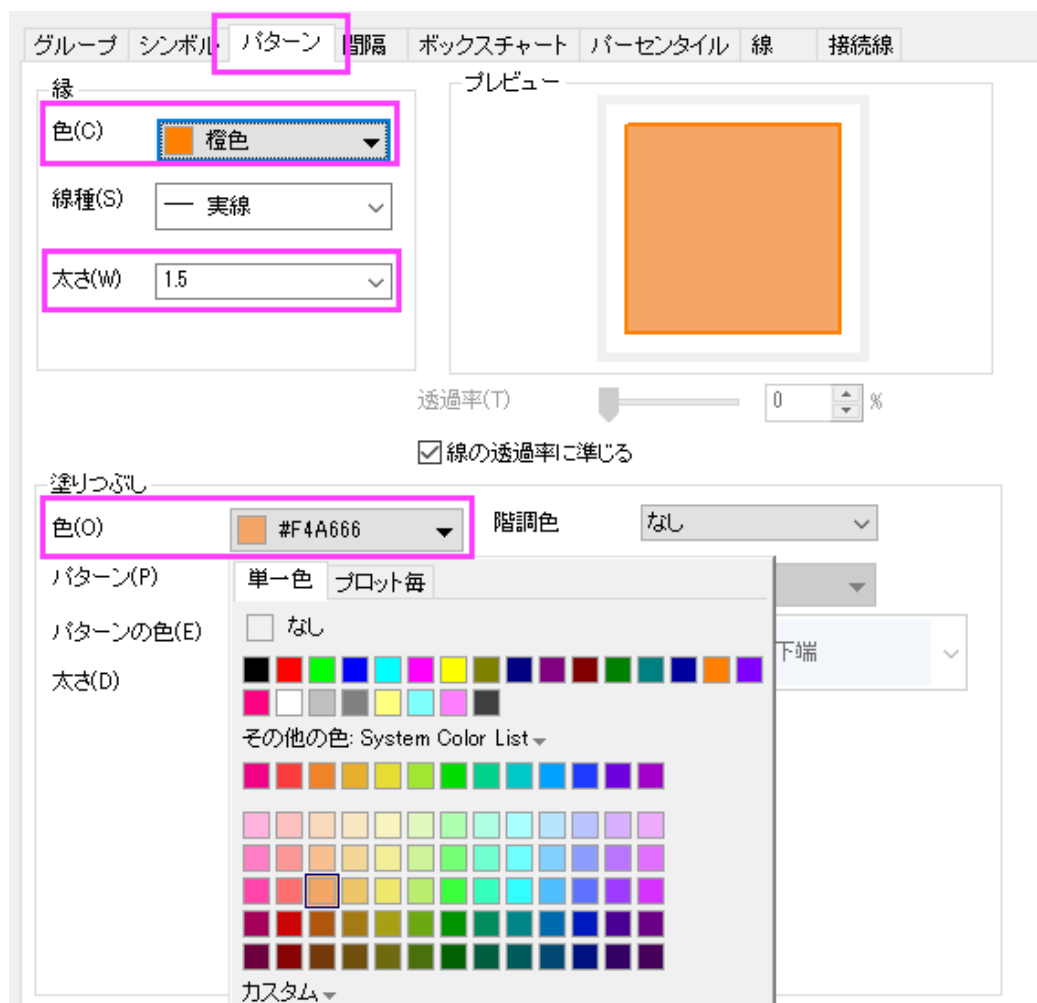 グループ シンボル パターン 間隔 ボックスチャート パーセンタイル 線 接続線
縁
プレビュー
色(C) 橙色
線種(S) 実線
太さ(W) 1.5
透過率(T) 0 %
線の透過率に準じる
塗りつぶし
色(O) #F4A666 階調色 なし
パターン(P)
単一色 プロット毎
なし
パターンの色(E)
下端
太さ(D)
その他の色: System Color List
カスタム